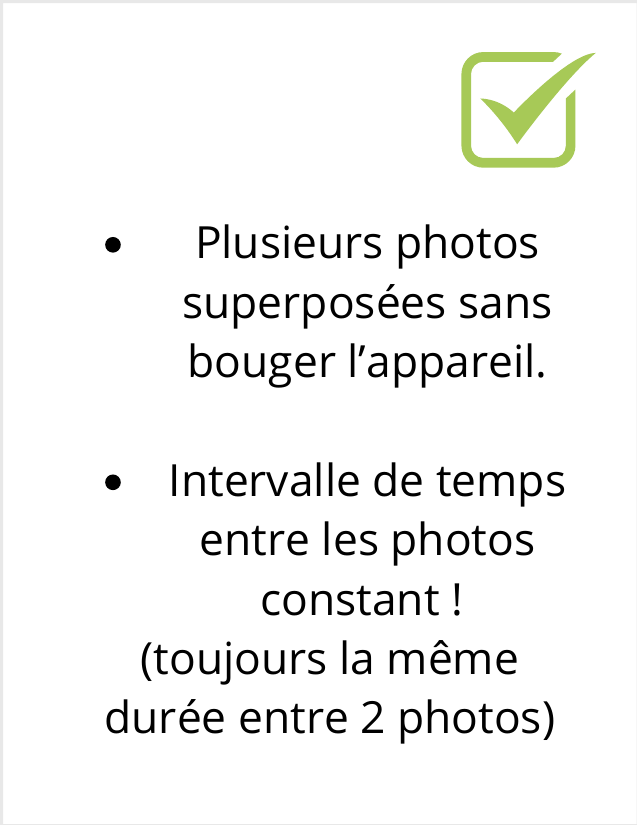 • Plusieurs photos
superposées sans
bouger l’appareil.
• Intervalle de temps
entre les photos
constant !
(toujours la même
durée entre 2 photos)